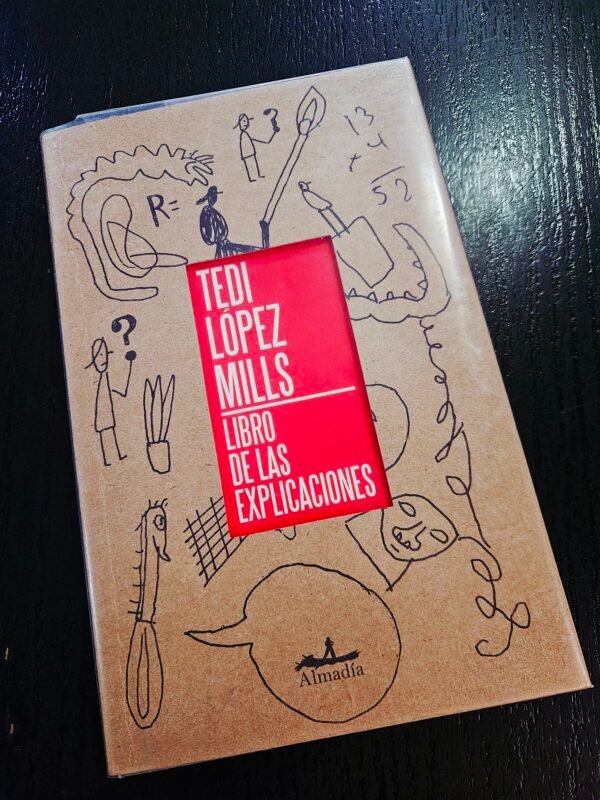 ?
13
x 4
52
R=
TEDI
LÓPEZ
MILLS
LIBRO
DE LAS
EXPLICACIONES
?
Almadía